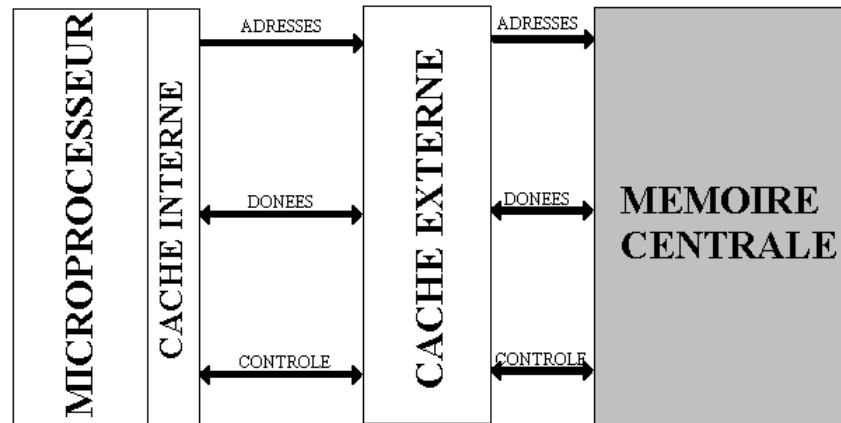 MICROPROCESSEUR
CACHE INTERNE
ADRESSES
DONEES
CONTROLE
CACHE EXTERNE
ADRESSES
DONEES
CONTROLE
MEMOIRE
CENTRALE